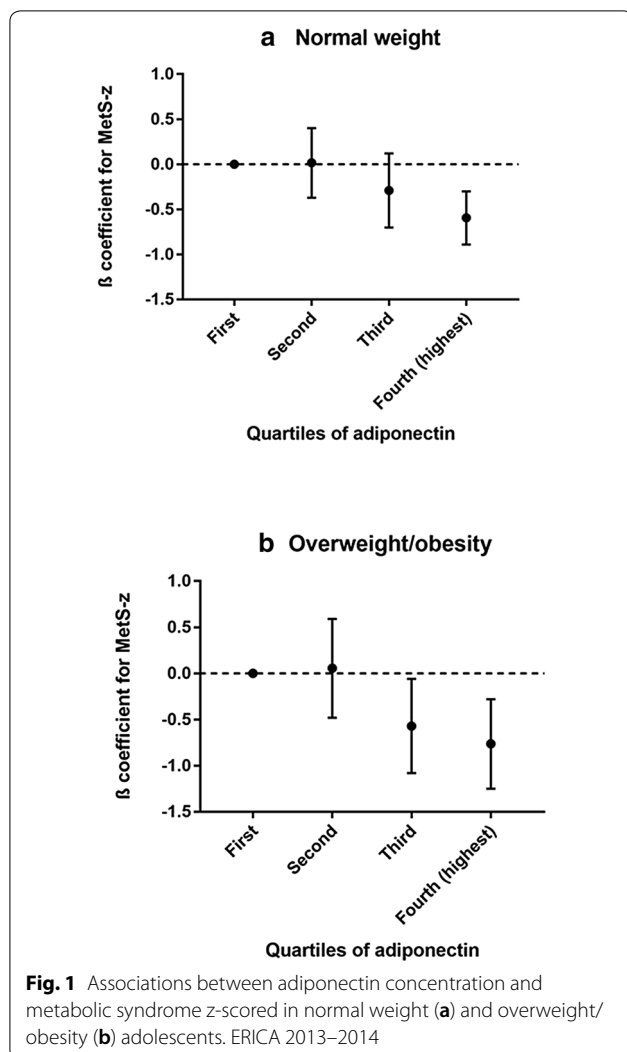 a Normal weight
1.0
0.5
0.0
-0.5
-1.0
-1.5
ß coefficient for MetS-z
First
Second
Third
Fourth (highest)
Quartiles of adiponectin
b Overweight/obesity
1.0
0.5
0.0
-0.5
-1.0
-1.5
ß coefficient for MetS-z
First
Second
Third
Fourth (highest)
Quartiles of adiponectin
Fig. 1 Associations between adiponectin concentration and
metabolic syndrome z-scored in normal weight (a) and overweight/
obesity (b) adolescents. ERICA 2013–2014